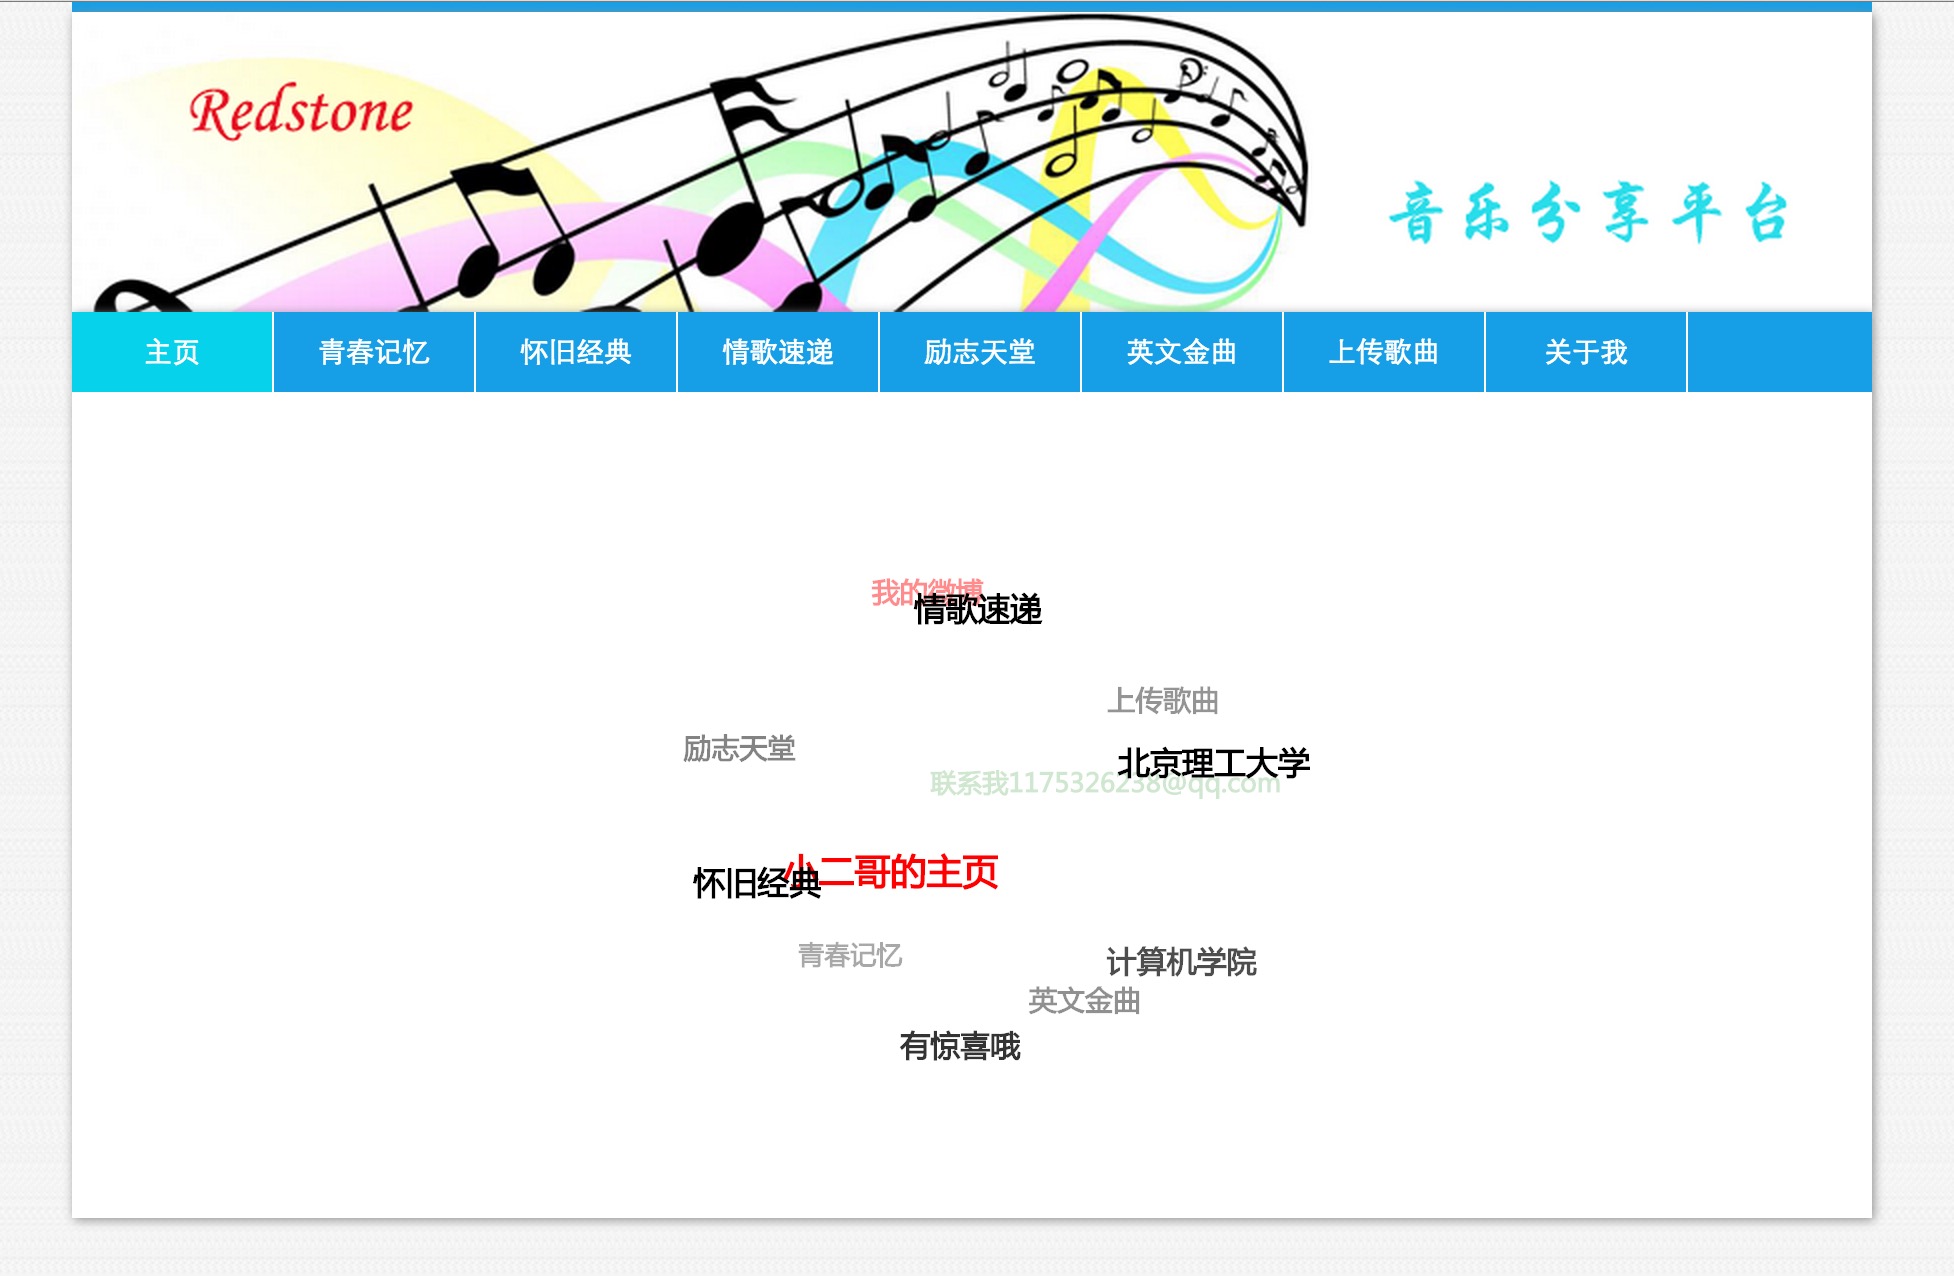 Redstone
音乐分享平台
主页
青春记忆
怀旧经典
情歌速递
励志天堂
英文金曲
上传歌曲
关于我
我的微博
情歌速递
上传歌曲
励志天堂
北京理工大学
联系我1175326238@qq.com
小二哥的主页
怀旧经典
青春记忆
计算机学院
英文金曲
有惊喜哦